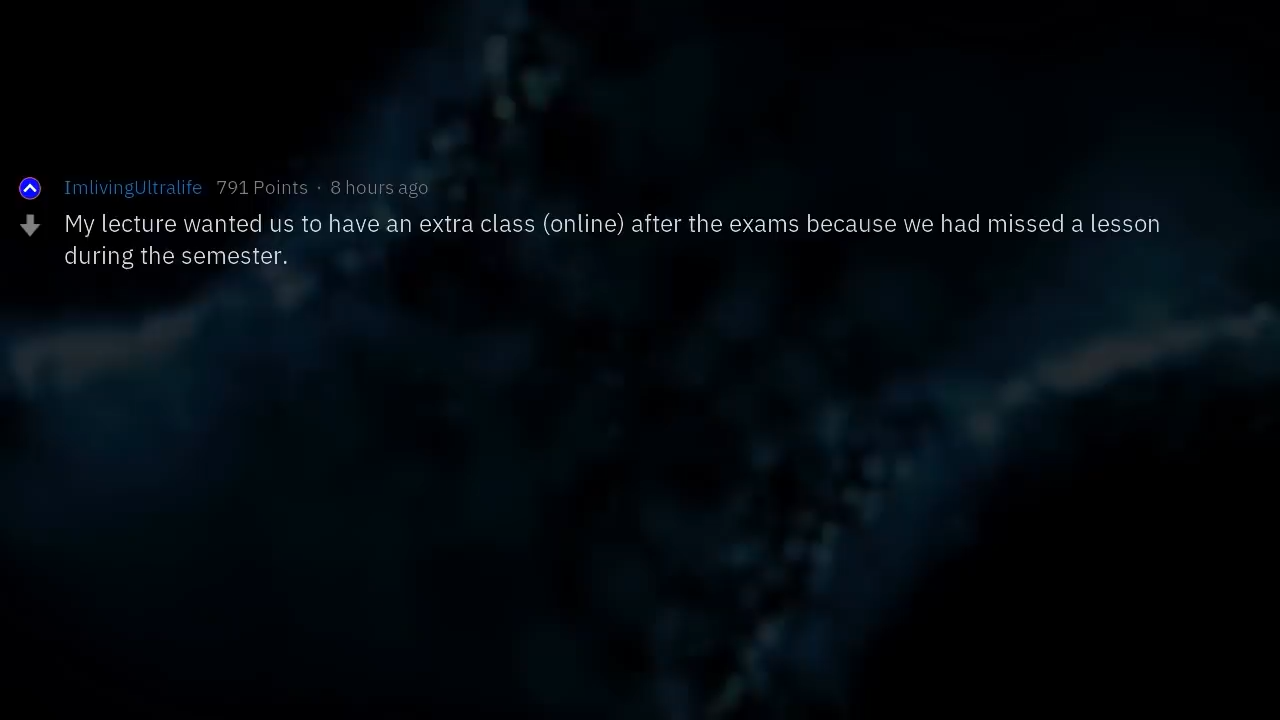 ImlivingUltralife 791 Points · 8 hours ago
My lecture wanted us to have an extra class (online) after the exams because we had missed a lesson
during the semester.